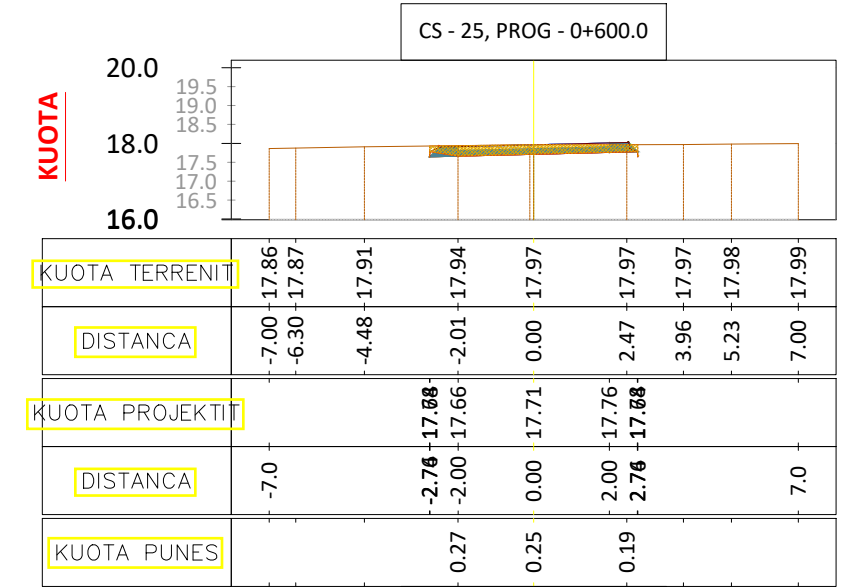 CS - 25, PROG - 0+600.0
KUOTA
20.0
19.5
19.0
18.5
18.0
17.5
17.0
16.5
16.0
KUOTA TERRENIT 17.86 17.87 17.91 17.94 17.97 17.97 17.97 17.98 17.99
DISTANCA -7.00 -6.30 -4.48 -2.01 0.00 2.47 3.96 5.23 7.00
KUOTA PROJEKTIT 17.66 17.71 17.76
DISTANCA -7.0 -2.00 0.00 2.00 7.0
KUOTA PUNES 0.27 0.25 0.19